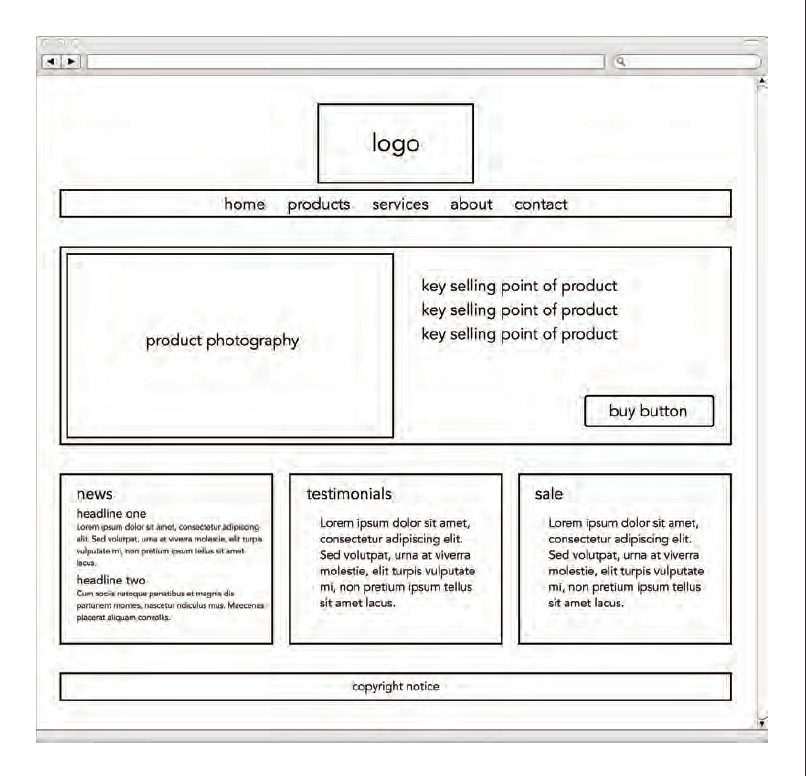 logo
home products services about contact
product photography
key selling point of product
key selling point of product
key selling point of product
buy button
news
headline one
Lorem ipsum dolor sit amet, consectetur adipiscing
elit. Sed volutpat, urna at viverra molestie, elit turpis
vulputate mi, non pretium ipsum tellus sit amet
lacus.
headline two
Cum sociis natoque penatibus et magnis dis
parturient montes, nascetur ridiculus mus. Maecenas
placerat aliquam convallis.
testimonials
Lorem ipsum dolor sit amet,
consectetur adipiscing elit.
Sed volutpat, urna at viverra
molestie, elit turpis vulputate
mi, non pretium ipsum tellus
sit amet lacus.
sale
Lorem ipsum dolor sit amet,
consectetur adipiscing elit.
Sed volutpat, urna at viverra
molestie, elit turpis vulputate
mi, non pretium ipsum tellus
sit amet lacus.
copyright notice